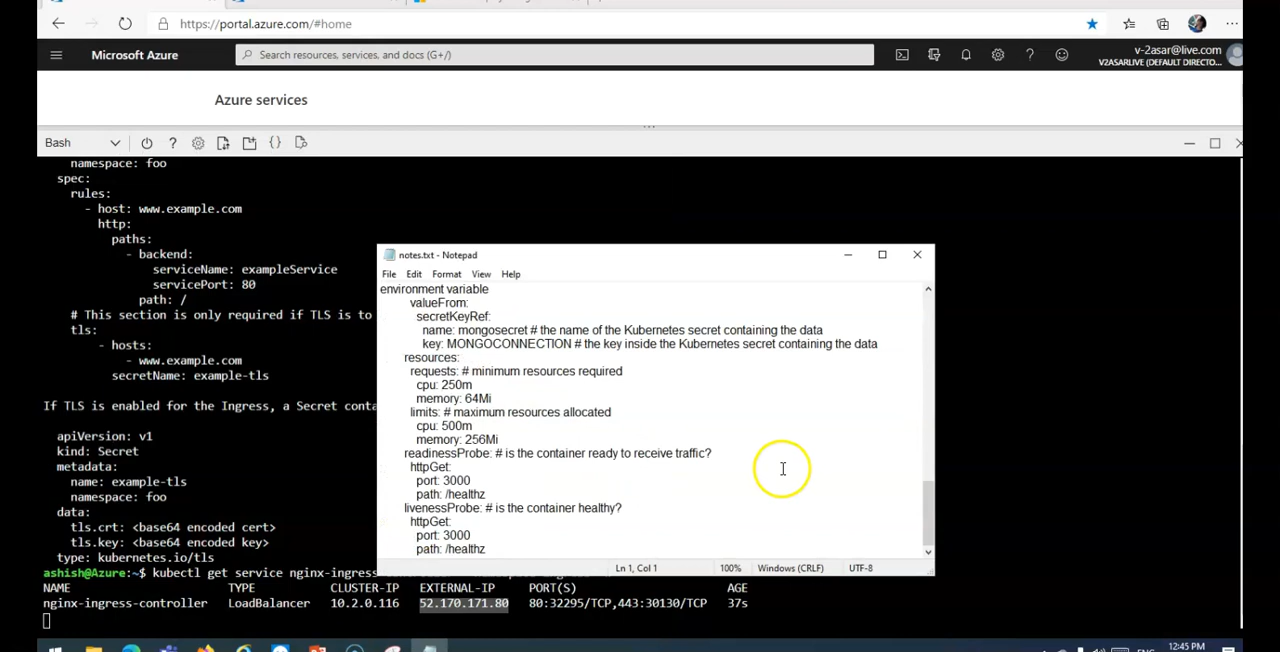 https://portal.azure.com/#home
Microsoft Azure
Search resources, services, and docs (G+/)
v-2asar@live.com
V2ASARLIVE (DEFAULT DIRECTO...
Azure services
Bash
namespace: foo
spec:
rules:
- host: www.example.com
http:
paths:
- backend:
serviceName: exampleService
servicePort: 80
path: /
# This section is only required if TLS is to
tls:
- hosts:
- www.example.com
secretName: example-tls
If TLS is enabled for the Ingress, a Secret conta
apiVersion: v1
kind: Secret
metadata:
name: example-tls
namespace: foo
data:
tls.crt: <base64 encoded cert>
tls.key: <base64 encoded key>
type: kubernetes.io/tls
ashish@Azure:~$ kubectl get service nginx-ingress-
NAME TYPE CLUSTER-IP EXTERNAL-IP PORT(S) AGE
nginx-ingress-controller LoadBalancer 10.2.0.116 52.170.171.80 80:32295/TCP,443:30130/TCP 37s
notes.txt - Notepad
File Edit Format View Help
environment variable
valueFrom:
secretKeyRef:
name: mongosecret # the name of the Kubernetes secret containing the data
key: MONGOCONNECTION # the key inside the Kubernetes secret containing the data
resources:
requests: # minimum resources required
cpu: 250m
memory: 64Mi
limits: # maximum resources allocated
cpu: 500m
memory: 256Mi
readinessProbe: # is the container ready to receive traffic?
httpGet:
port: 3000
path: /healthz
livenessProbe: # is the container healthy?
httpGet:
port: 3000
path: /healthz
Ln 1, Col 1 100% Windows (CRLF) UTF-8
12:45 PM